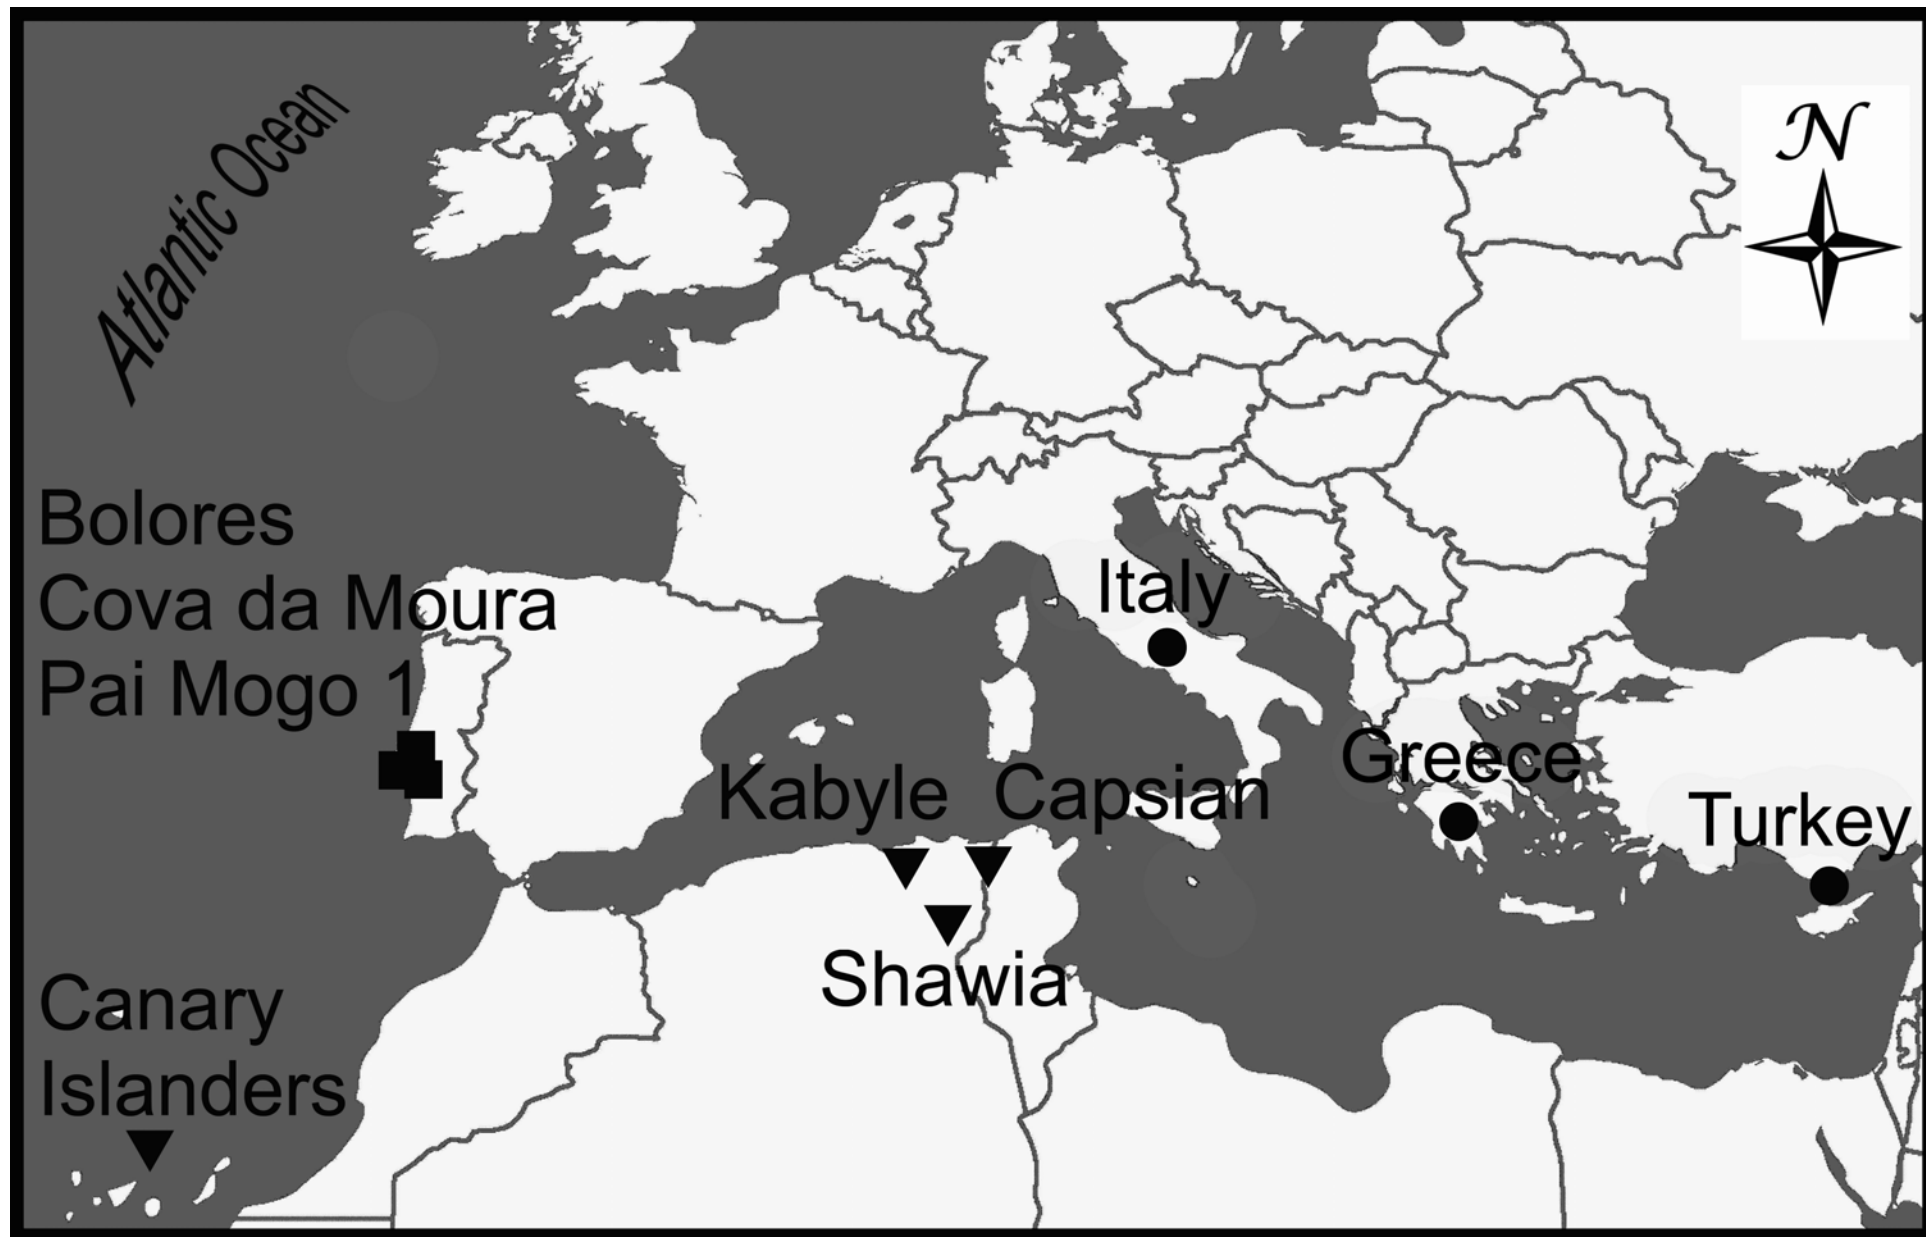 Atlantic Ocean
N
Bolores
Cova da Moura
Pai Mogo 1
Italy
Greece
Kabyle Capsian
Turkey
Shawia
Canary
Islanders